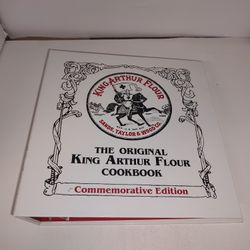 KING ARTHUR FLOUR
SANDS, TAYLOR & WOOD CO.
THE ORIGINAL
KING ARTHUR FLOUR
COOKBOOK
Commemorative Edition